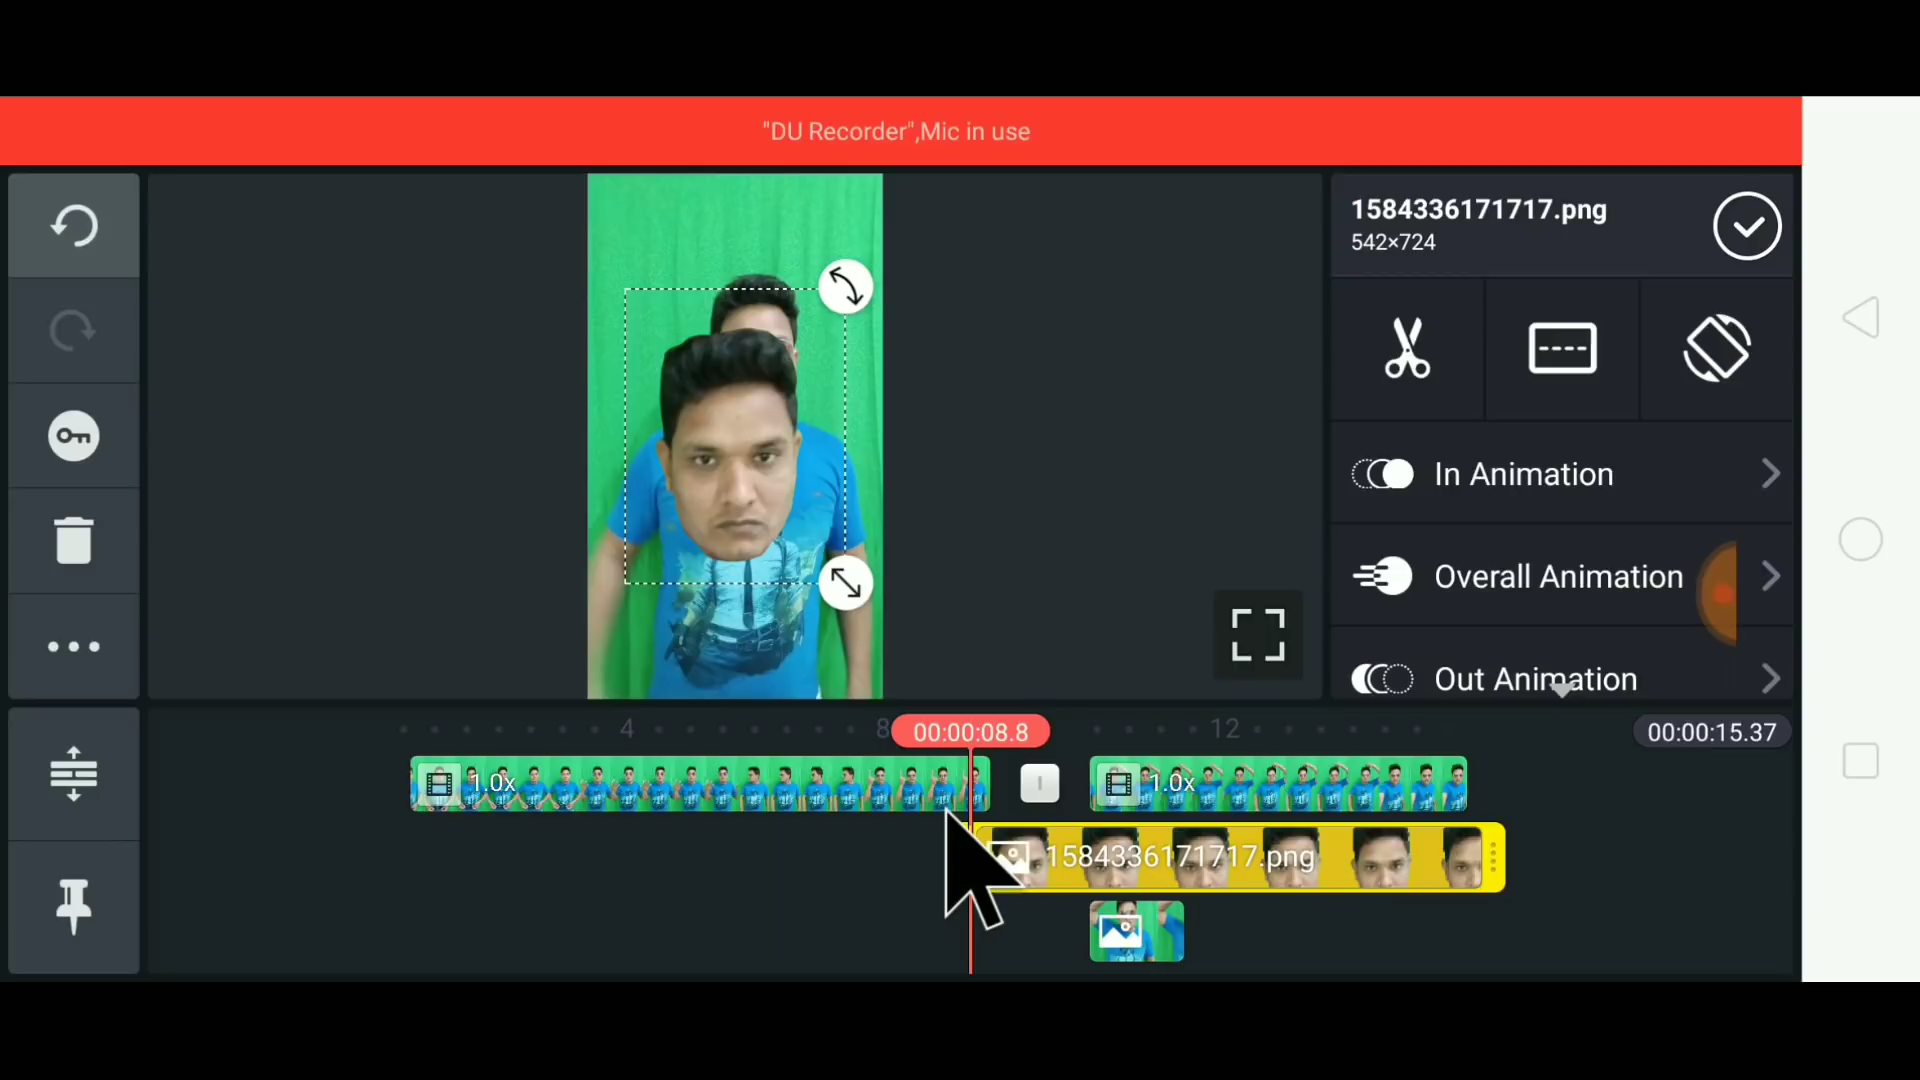 "DU Recorder",Mic in use
1584336171717.png
542×724
In Animation
Overall Animation
Out Animation
4
8
00:00:08.8
12
00:00:15.37
1.0x
1.0x
1584336171717.png